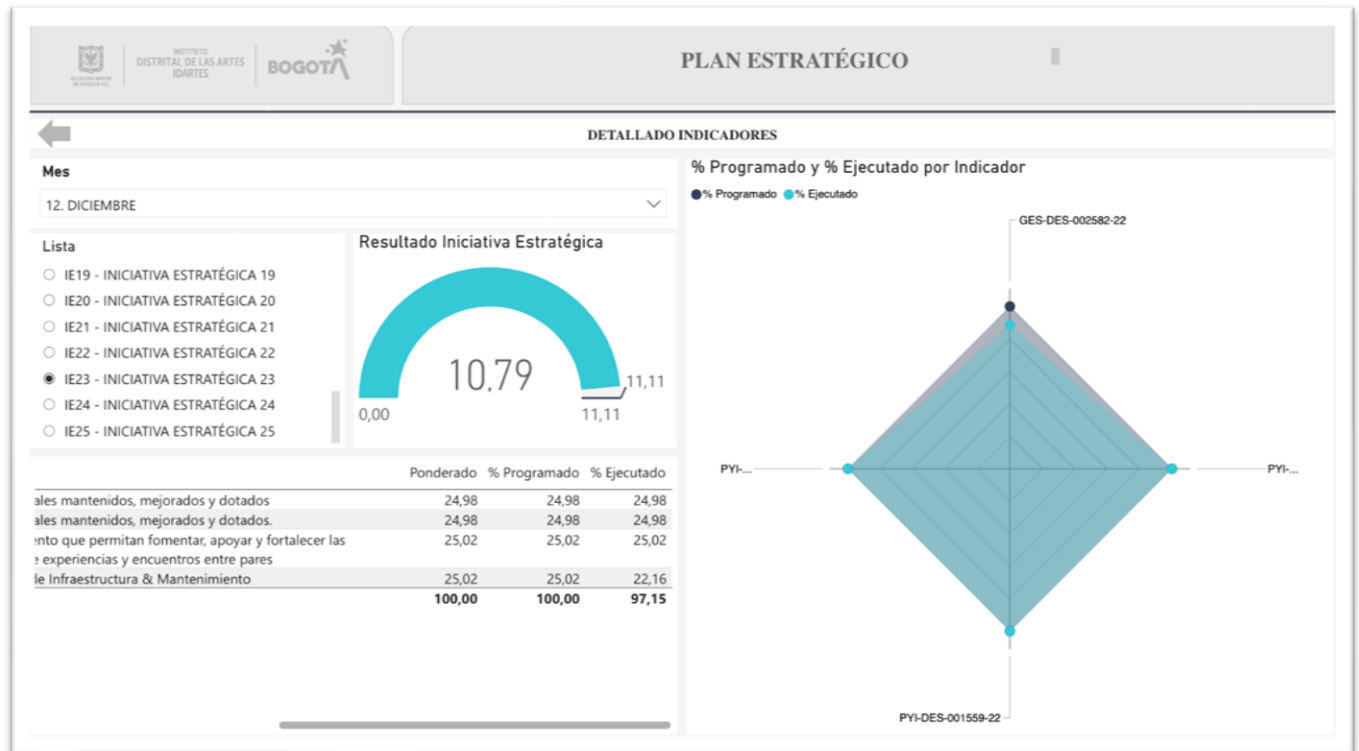 ALCALDÍA MAYOR
DE BOGOTÁ D.C.
INSTITUTO
DISTRITAL DE LAS ARTES
IDARTES
BOGOTÁ
PLAN ESTRATÉGICO
DETALLADO INDICADORES
Mes
12. DICIEMBRE
Lista
IE19 - INICIATIVA ESTRATÉGICA 19
IE20 - INICIATIVA ESTRATÉGICA 20
IE21 - INICIATIVA ESTRATÉGICA 21
IE22 - INICIATIVA ESTRATÉGICA 22
IE23 - INICIATIVA ESTRATÉGICA 23
IE24 - INICIATIVA ESTRATÉGICA 24
IE25 - INICIATIVA ESTRATÉGICA 25
Resultado Iniciativa Estratégica
10,79
11,11
0,00
11,11
Ponderado % Programado % Ejecutado
ales mantenidos, mejorados y dotados 24,98 24,98 24,98
ales mantenidos, mejorados y dotados. 24,98 24,98 24,98
ento que permitan fomentar, apoyar y fortalecer las 25,02 25,02 25,02
e experiencias y encuentros entre pares
le Infraestructura & Mantenimiento 25,02 25,02 22,16
100,00 100,00 97,15
% Programado y % Ejecutado por Indicador
% Programado % Ejecutado
GES-DES-002582-22
PYI-...
PYI-...
PYI-DES-001559-22